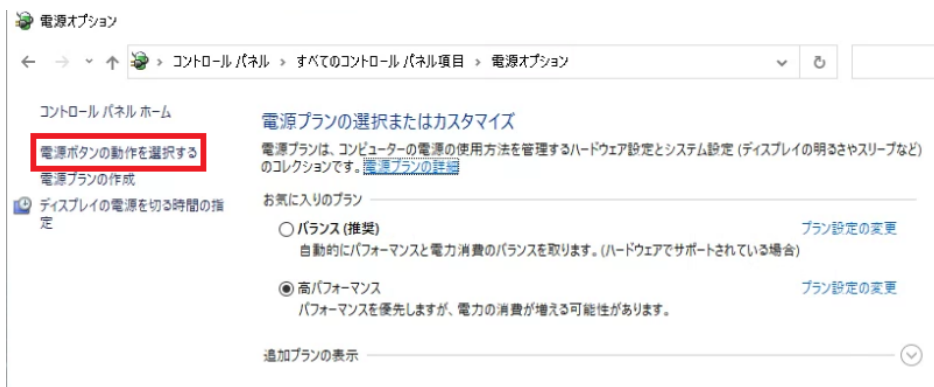 電源オプション
コントロール パネル › すべてのコントロール パネル項目 › 電源オプション
コントロール パネル ホーム
電源ボタンの動作を選択する
電源プランの作成
ディスプレイの電源を切る時間の指
定
電源プランの選択またはカスタマイズ
電源プランは、コンピューターの電源の使用方法を管理するハードウェア設定とシステム設定 (ディスプレイの明るさやスリープなど)
のコレクションです。電源プランの詳細
お気に入りのプラン
バランス (推奨) プラン設定の変更
自動的にパフォーマンスと電力消費のバランスを取ります。(ハードウェアでサポートされている場合)
高パフォーマンス プラン設定の変更
パフォーマンスを優先しますが、電力の消費が増える可能性があります。
追加プランの表示